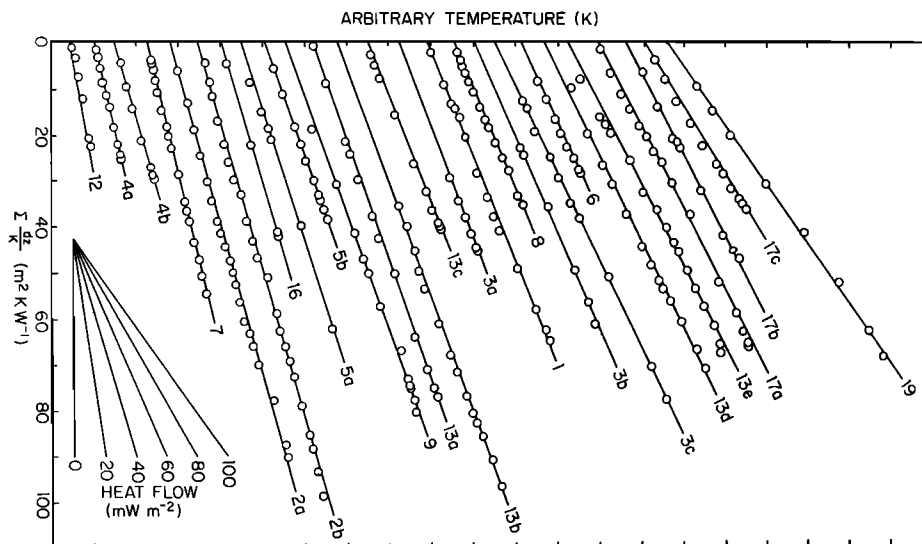 ARBITRARY TEMPERATURE (K)
0
20
40
60
80
100
Σ dz/K (m² K W⁻¹)
12
4a
4b
7
2a
2b
16
5a
5b
9
13a
13b
13c
3a
1
8
3b
6
3c
13d
13e
17a
17b
17c
19
0
20
40
60
80
100
HEAT FLOW
(mW m⁻²)